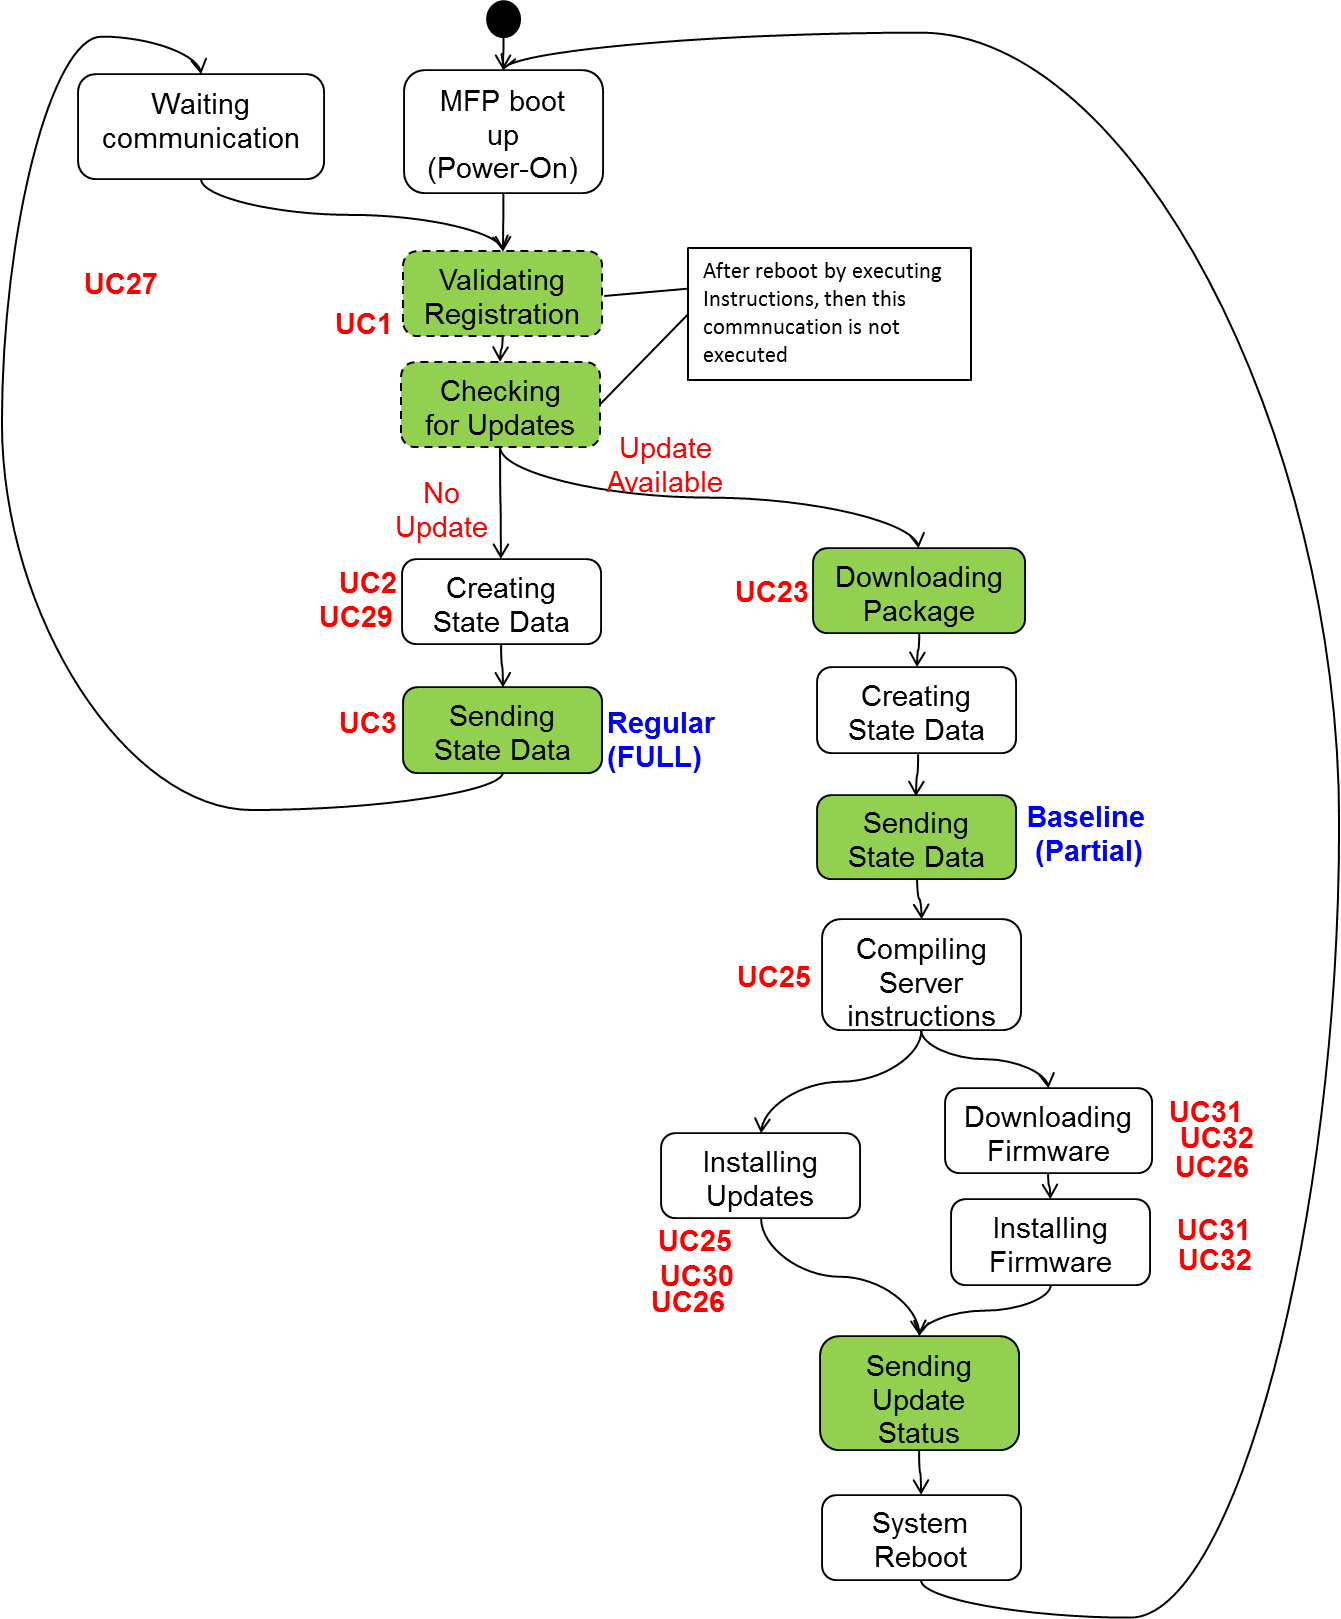 Waiting
communication
MFP boot
up
(Power-On)
UC27
Validating
Registration
UC1
After reboot by executing
Instructions, then this
commnucation is not
executed
Checking
for Updates
Update
Available
No
Update
UC2
UC29
Creating
State Data
UC23
Downloading
Package
UC3
Sending
State Data
Regular
(FULL)
Creating
State Data
Sending
State Data
Baseline
(Partial)
UC25
Compiling
Server
instructions
Downloading
Firmware
UC31
UC32
UC26
Installing
Updates
UC25
UC30
UC26
Installing
Firmware
UC31
UC32
Sending
Update
Status
System
Reboot